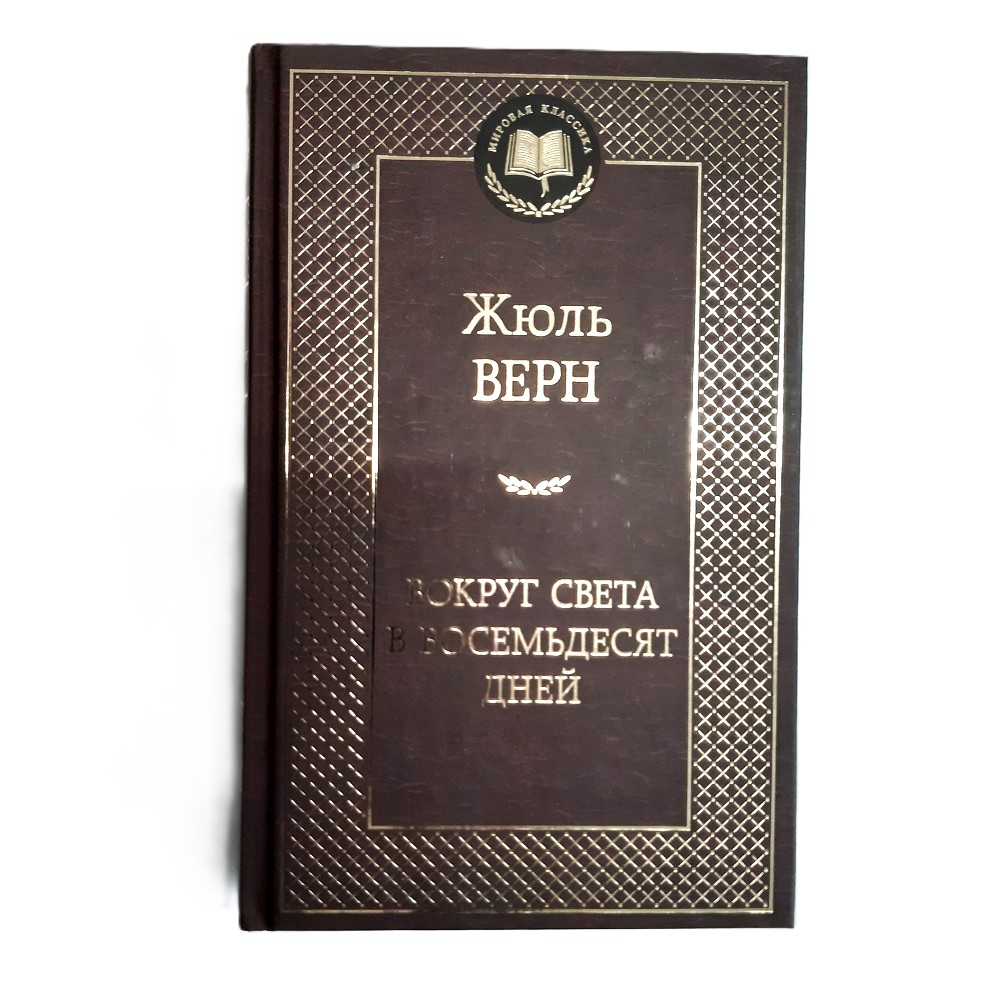 МИРОВАЯ КЛАССИКА
Жюль
ВЕРН
ВОКРУГ СВЕТА
В ВОСЕМЬДЕСЯТ
ДНЕЙ